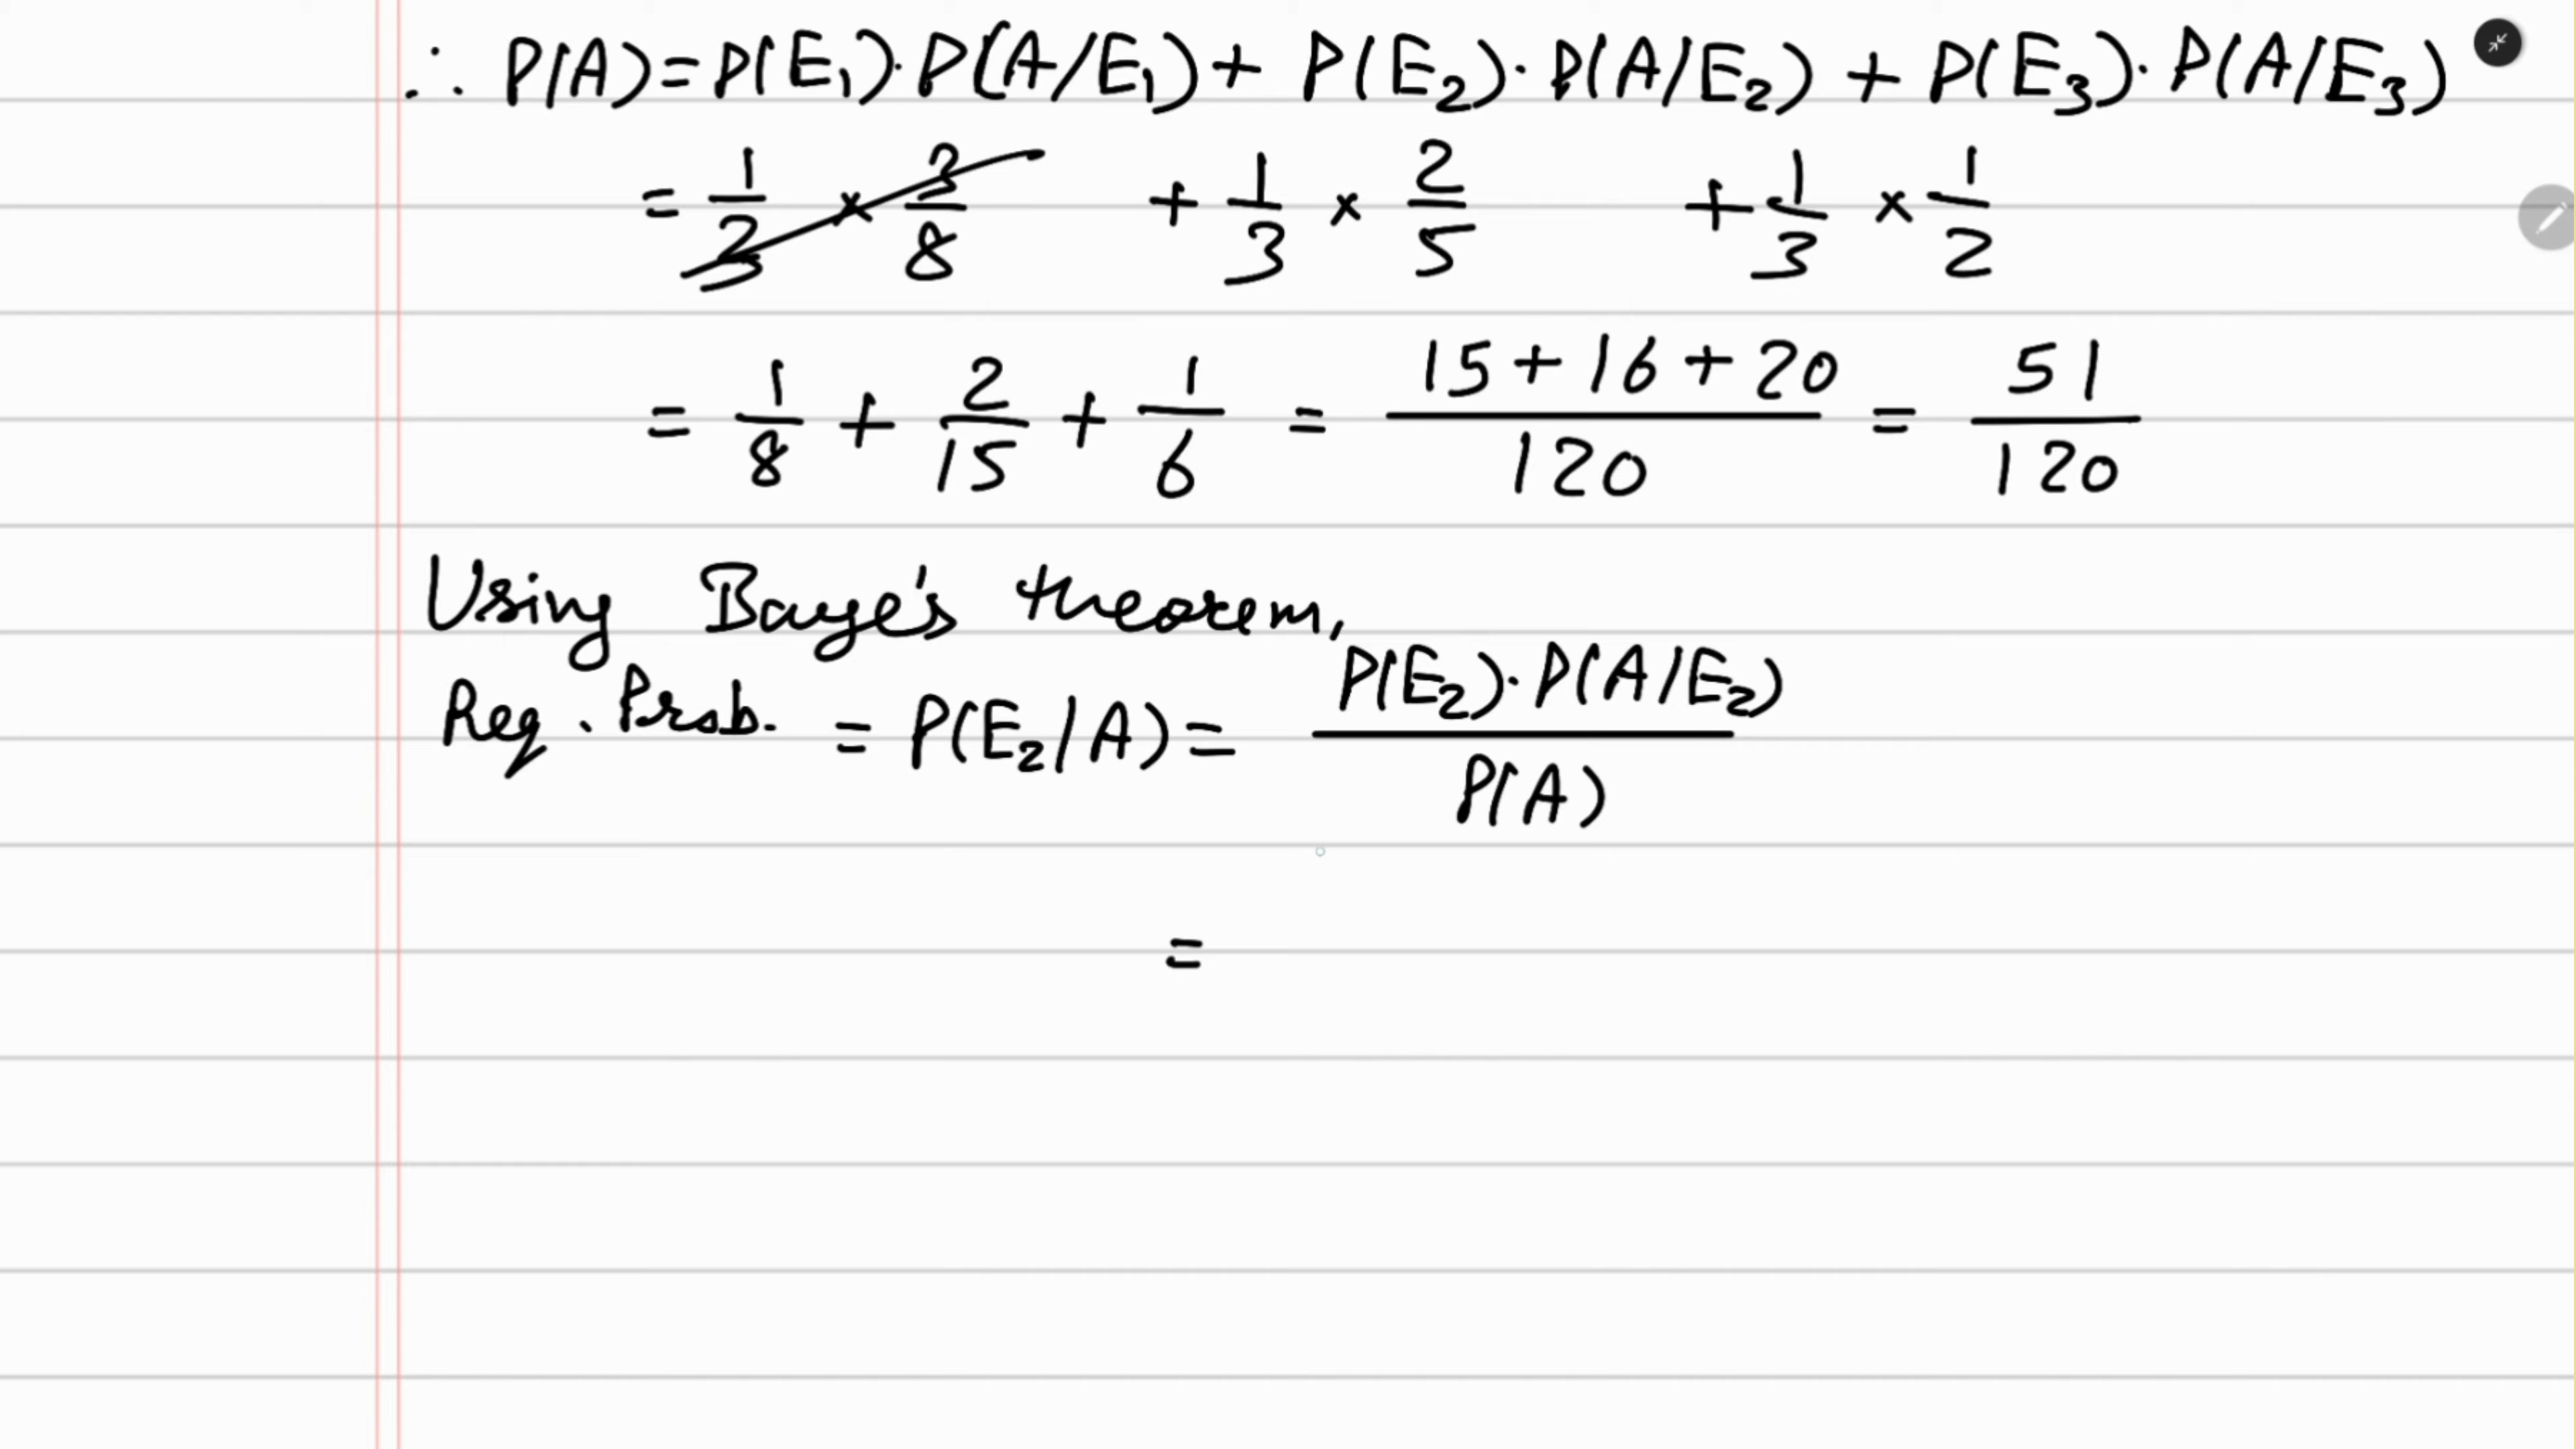 ∴ P(A) = P(E₁)·P(A/E₁) + P(E₂)·P(A/E₂) + P(E₃)·P(A/E₃)
= 1/3 × 3/8 + 1/3 × 2/5 + 1/3 × 1/2
= 1/8 + 2/15 + 1/6 = (15 + 16 + 20)/120 = 51/120
Using Baye's theorem,
Req. Prob. = P(E₂/A) = P(E₂)·P(A/E₂)/P(A)
=